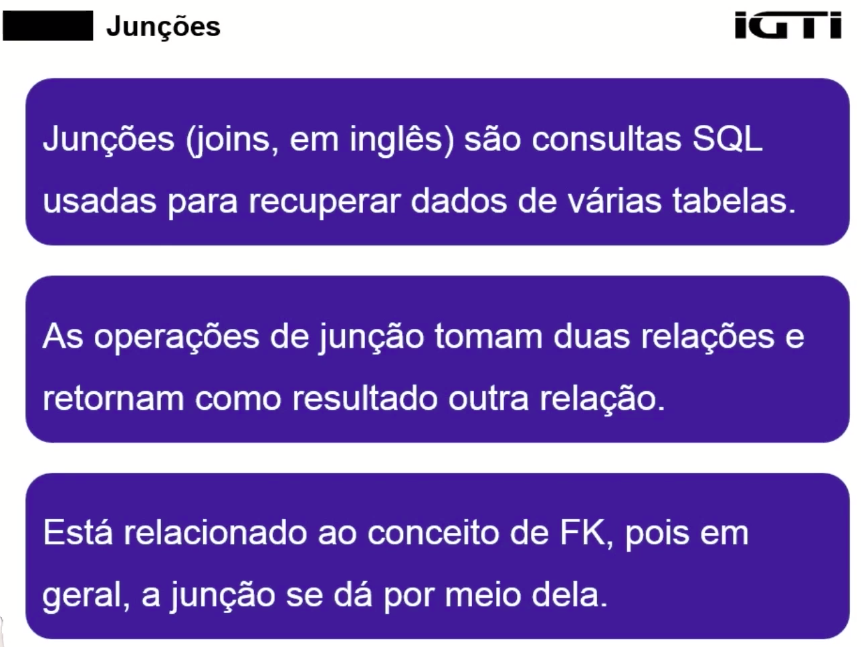 Junções
iGTi
Junções (joins, em inglês) são consultas SQL
usadas para recuperar dados de várias tabelas.
As operações de junção tomam duas relações e
retornam como resultado outra relação.
Está relacionado ao conceito de FK, pois em
geral, a junção se dá por meio dela.